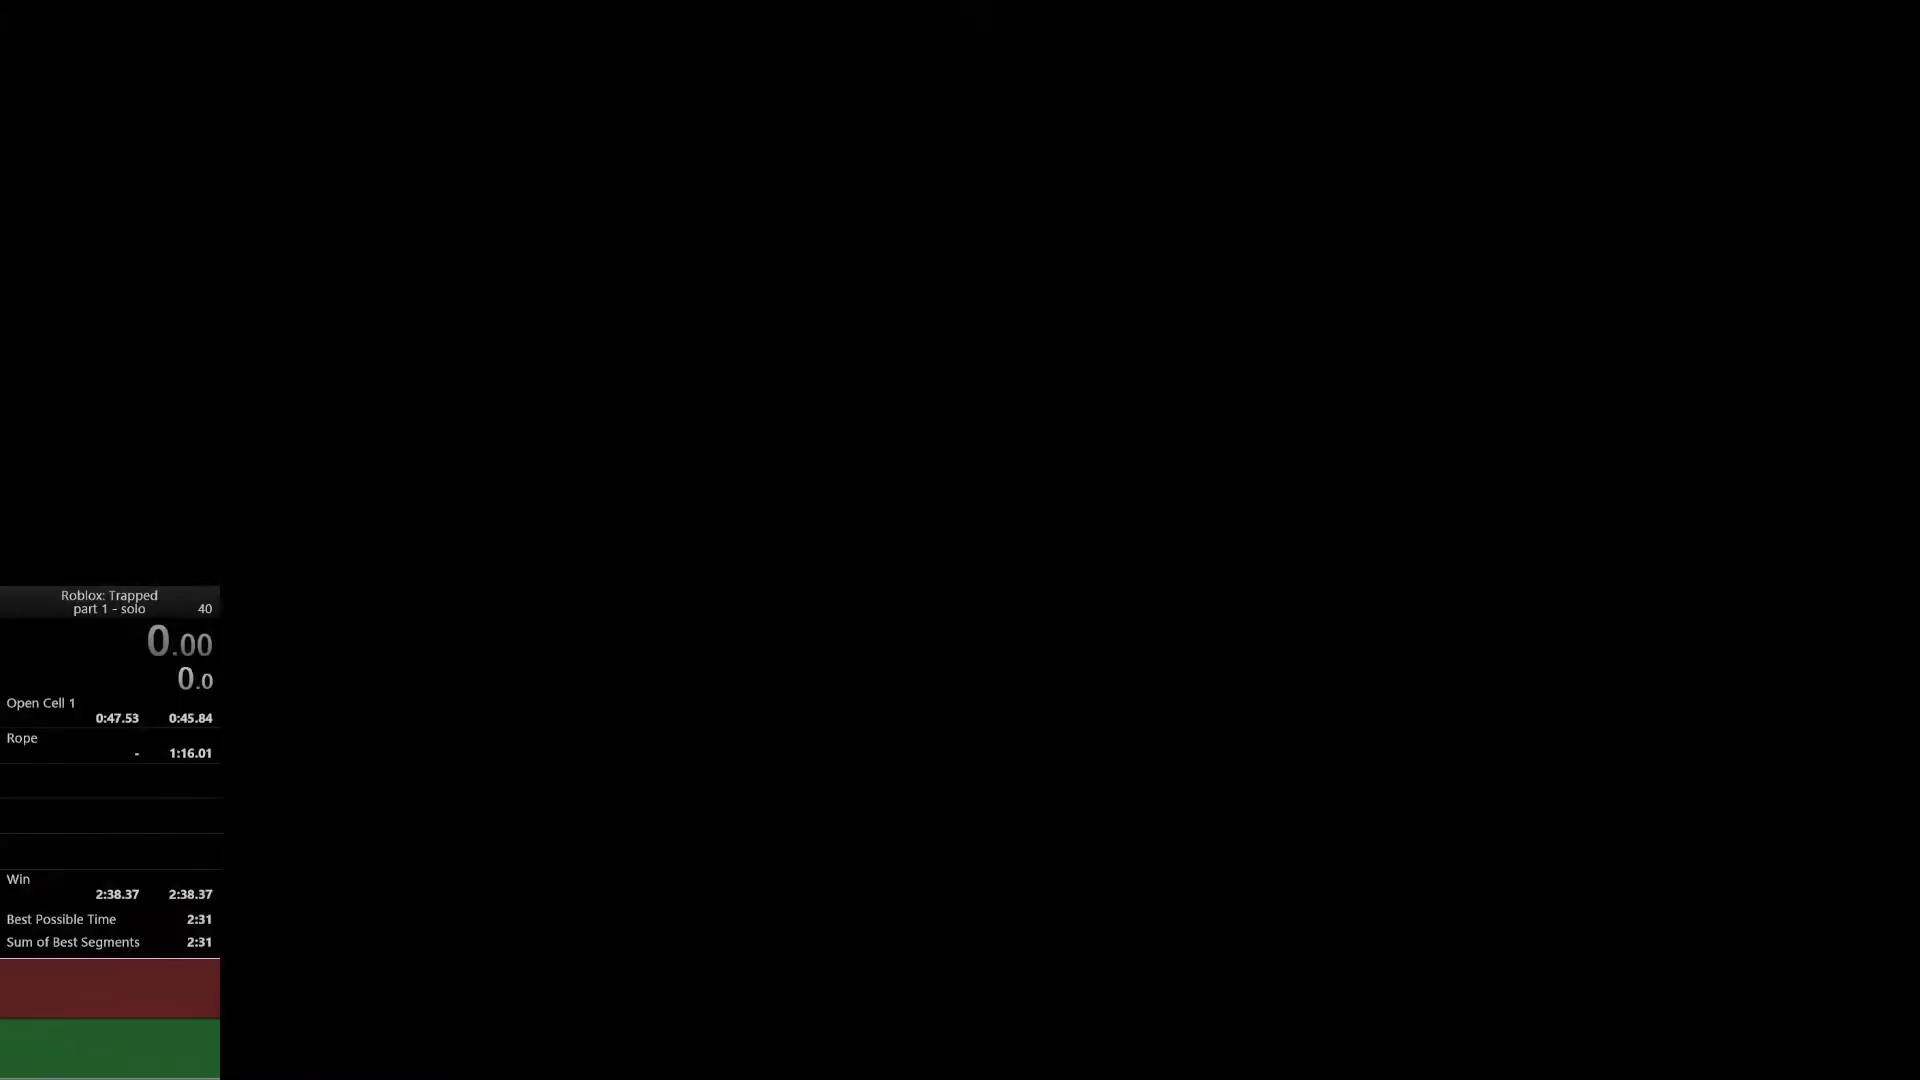 Roblox: Trapped
part 1 - solo 40
0.00
0.0
Open Cell 1
0:47.53 0:45.84
Rope
- 1:16.01
Win
2:38.37 2:38.37
Best Possible Time 2:31
Sum of Best Segments 2:31